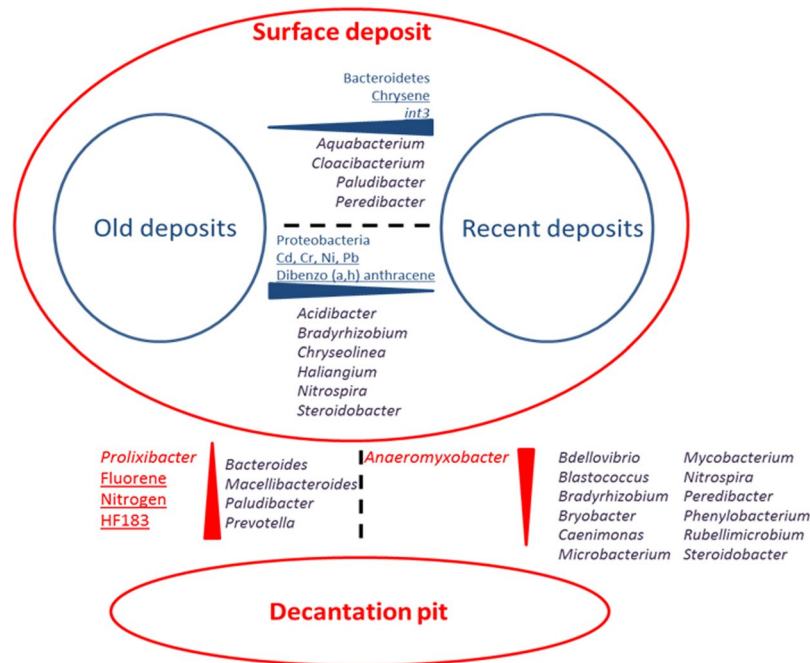 Surface deposit
Bacteroidetes
Chrysene
int3
Aquabacterium
Cloacibacterium
Paludibacter
Peredibacter
Old deposits
Recent deposits
Proteobacteria
Cd, Cr, Ni, Pb
Dibenzo (a,h) anthracene
Acidibacter
Bradyrhizobium
Chryseolinea
Haliangium
Nitrospira
Steroidobacter
Prolixibacter
Fluorene
Nitrogen
HF183
Bacteroides
Macellibacteroides
Paludibacter
Prevotella
Anaeromyxobacter
Bdellovibrio
Blastococcus
Bradyrhizobium
Bryobacter
Caenimonas
Microbacterium
Mycobacterium
Nitrospira
Peredibacter
Phenylobacterium
Rubellimicrobium
Steroidobacter
Decantation pit